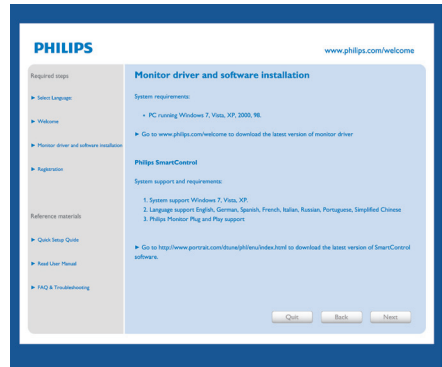 PHILIPS
www.philips.com/welcome
Required steps
► Select Language
► Welcome
► Monitor driver and software installation
► Registration
Reference materials
► Quick Setup Guide
► Read User Manual
► FAQ & Troubleshooting
Monitor driver and software installation
System requirements:
• PC running Windows 7, Vista, XP, 2000, 98.
► Go to www.philips.com/welcome to download the latest version of monitor driver
Philips SmartControl
System support and requirements:
1. System support Windows 7, Vista, XP.
2. Language support English, German, Spanish, French, Italian, Russian, Portuguese, Simplified Chinese
3. Philips Monitor Plug and Play support
► Go to http://www.portrait.com/dtune/phl/enu/index.html to download the latest version of SmartControl
software.
Quit Back Next